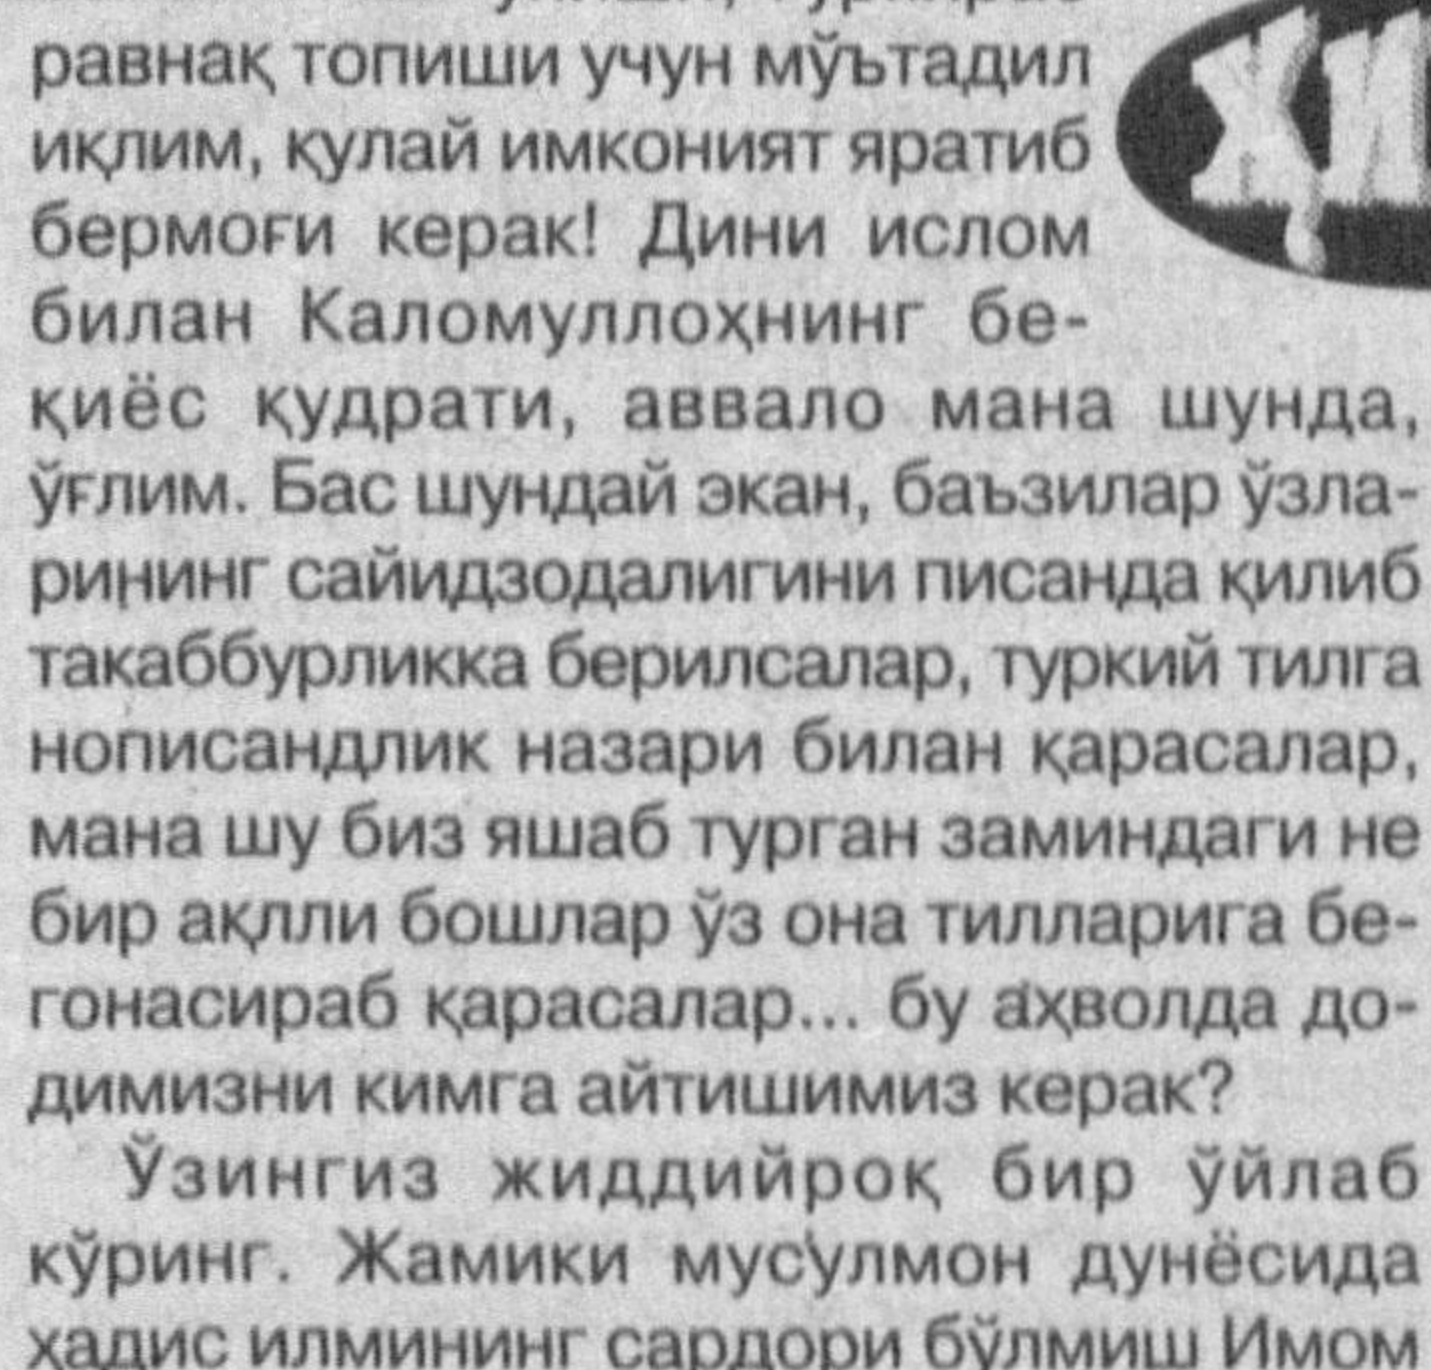 равнақ топиши учун мўътадил
иқлим, қулай имконият яратиб
бермоғи керак! Дини ислом
билан Каломуллоҳнинг бе-
қиёс қудрати, аввало мана шунда,
ўғлим. Бас шундай экан, баъзилар ўзла-
рининг сайидзодалигини писанда қилиб
такаббурликка берилсалар, туркий тилга
нописандлик назари билан қарасалар,
мана шу биз яшаб турган заминдаги не
бир ақлли бошлар ўз она тилларига бе-
гонасираб қарасалар... бу аҳволда до-
димизни кимга айтишимиз керак?
Ўзингиз жиддийроқ бир ўйлаб
кўринг. Жамики мусулмон дунёсида
ҳадис илмининг сардори бўлмиш Имом